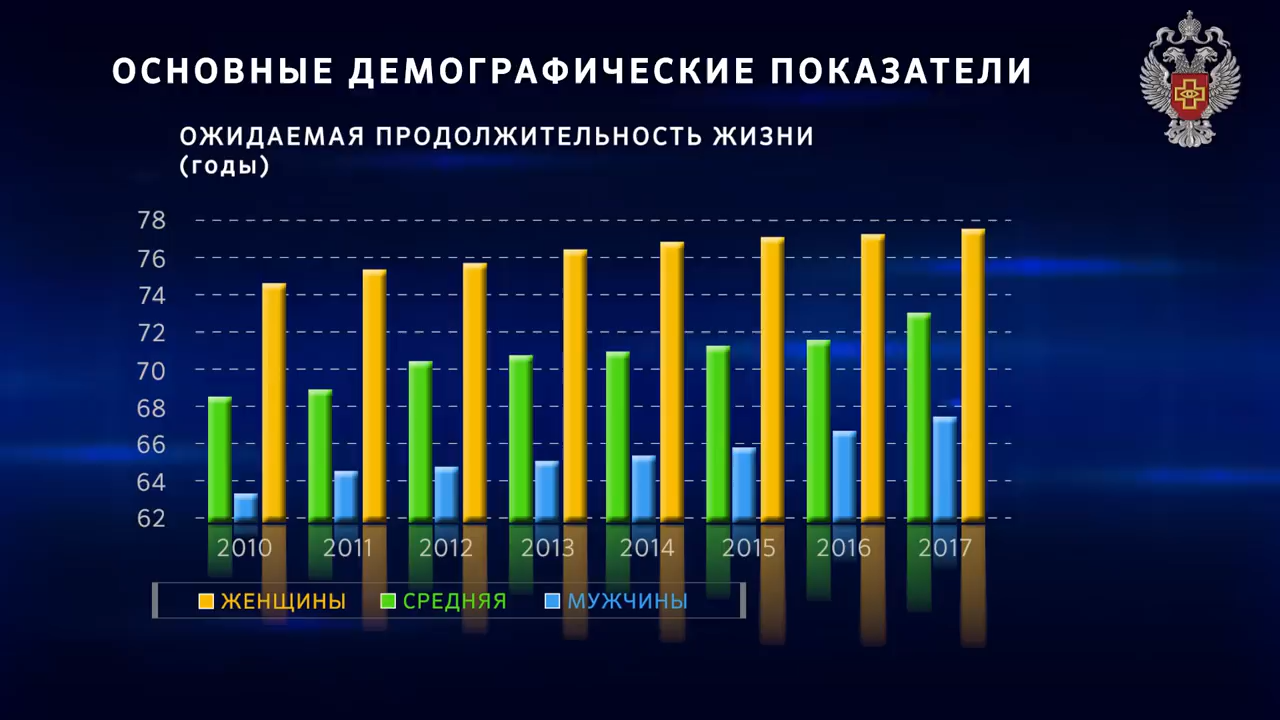 ОСНОВНЫЕ ДЕМОГРАФИЧЕСКИЕ ПОКАЗАТЕЛИ
ОЖИДАЕМАЯ ПРОДОЛЖИТЕЛЬНОСТЬ ЖИЗНИ
(годы)
78
76
74
72
70
68
66
64
62
2010 2011 2012 2013 2014 2015 2016 2017
ЖЕНЩИНЫ СРЕДНЯЯ МУЖЧИНЫ